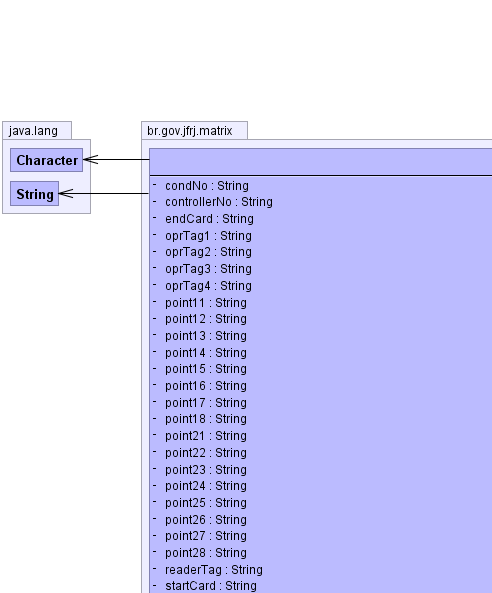 java.lang
br.gov.jfrj.matrix
Character
String
- condNo : String
- controllerNo : String
- endCard : String
- oprTag1 : String
- oprTag2 : String
- oprTag3 : String
- oprTag4 : String
- point11 : String
- point12 : String
- point13 : String
- point14 : String
- point15 : String
- point16 : String
- point17 : String
- point18 : String
- point21 : String
- point22 : String
- point23 : String
- point24 : String
- point25 : String
- point26 : String
- point27 : String
- point28 : String
- readerTag : String
- startCard : String